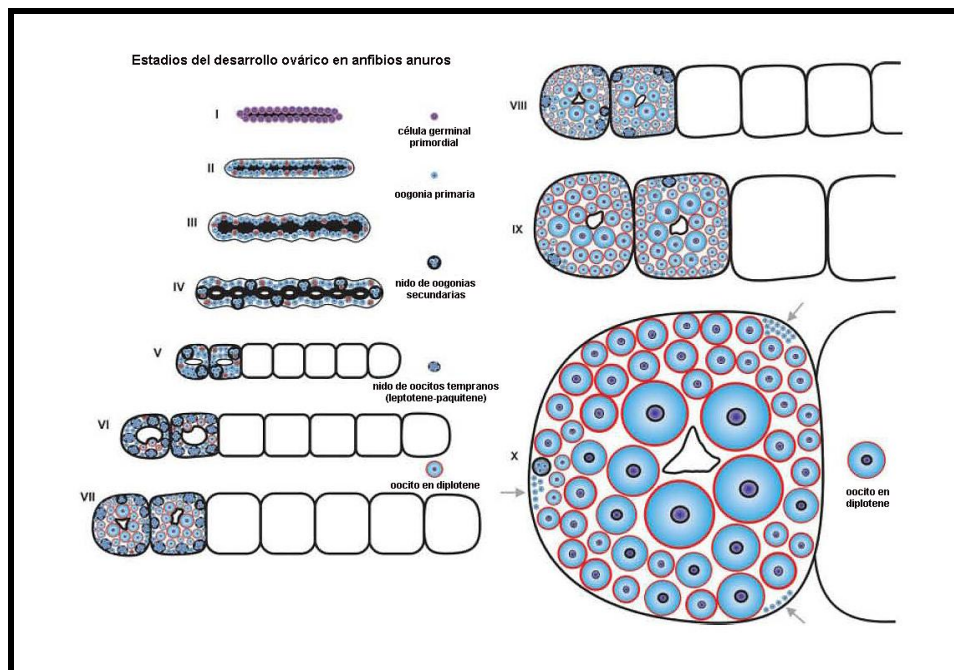 Estadios del desarrollo ovárico en anfibios anuros
I
célula germinal
primordial
II
oogonia primaria
III
nido de oogonias
secundarias
IV
V
nido de oocitos tempranos
(leptotene-paquitene)
VI
oocito en diplotene
VII
VIII
IX
X
oocito en
diplotene